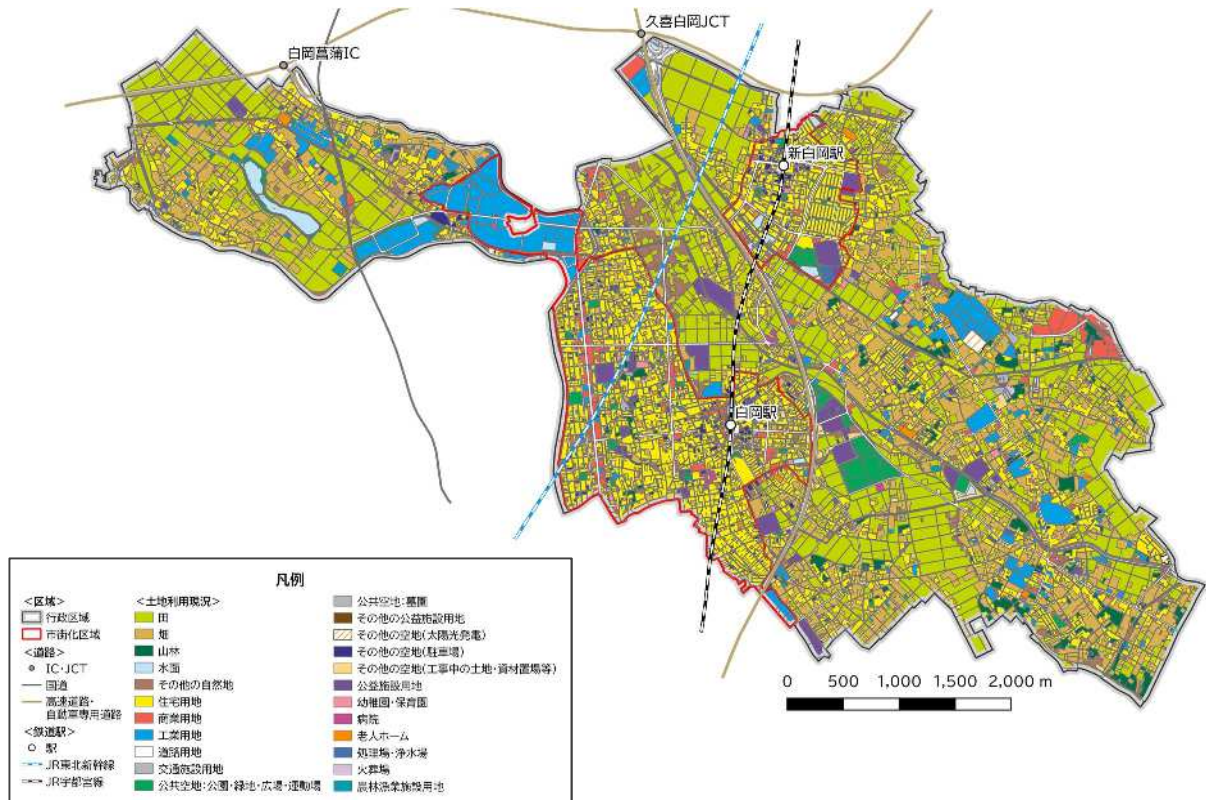 久喜白岡JCT
白岡菖蒲IC
新白岡駅
白岡駅
0 500 1,000 1,500 2,000 m
凡例
<区域>
行政区域
市街化区域
<道路>
IC・JCT
国道
高速道路・
自動車専用道路
<鉄道駅>
駅
JR東北新幹線
JR宇都宮線
<土地利用現況>
田
畑
山林
水面
その他の自然地
住宅用地
商業用地
工業用地
道路用地
交通施設用地
公共空地:公園・緑地・広場・運動場
公共空地:墓園
その他の公益施設用地
その他の空地(太陽光発電)
その他の空地(駐車場)
その他の空地(工事中の土地・資材置場等)
公益施設用地
幼稚園・保育園
病院
老人ホーム
処理場・浄水場
火葬場
農林漁業施設用地